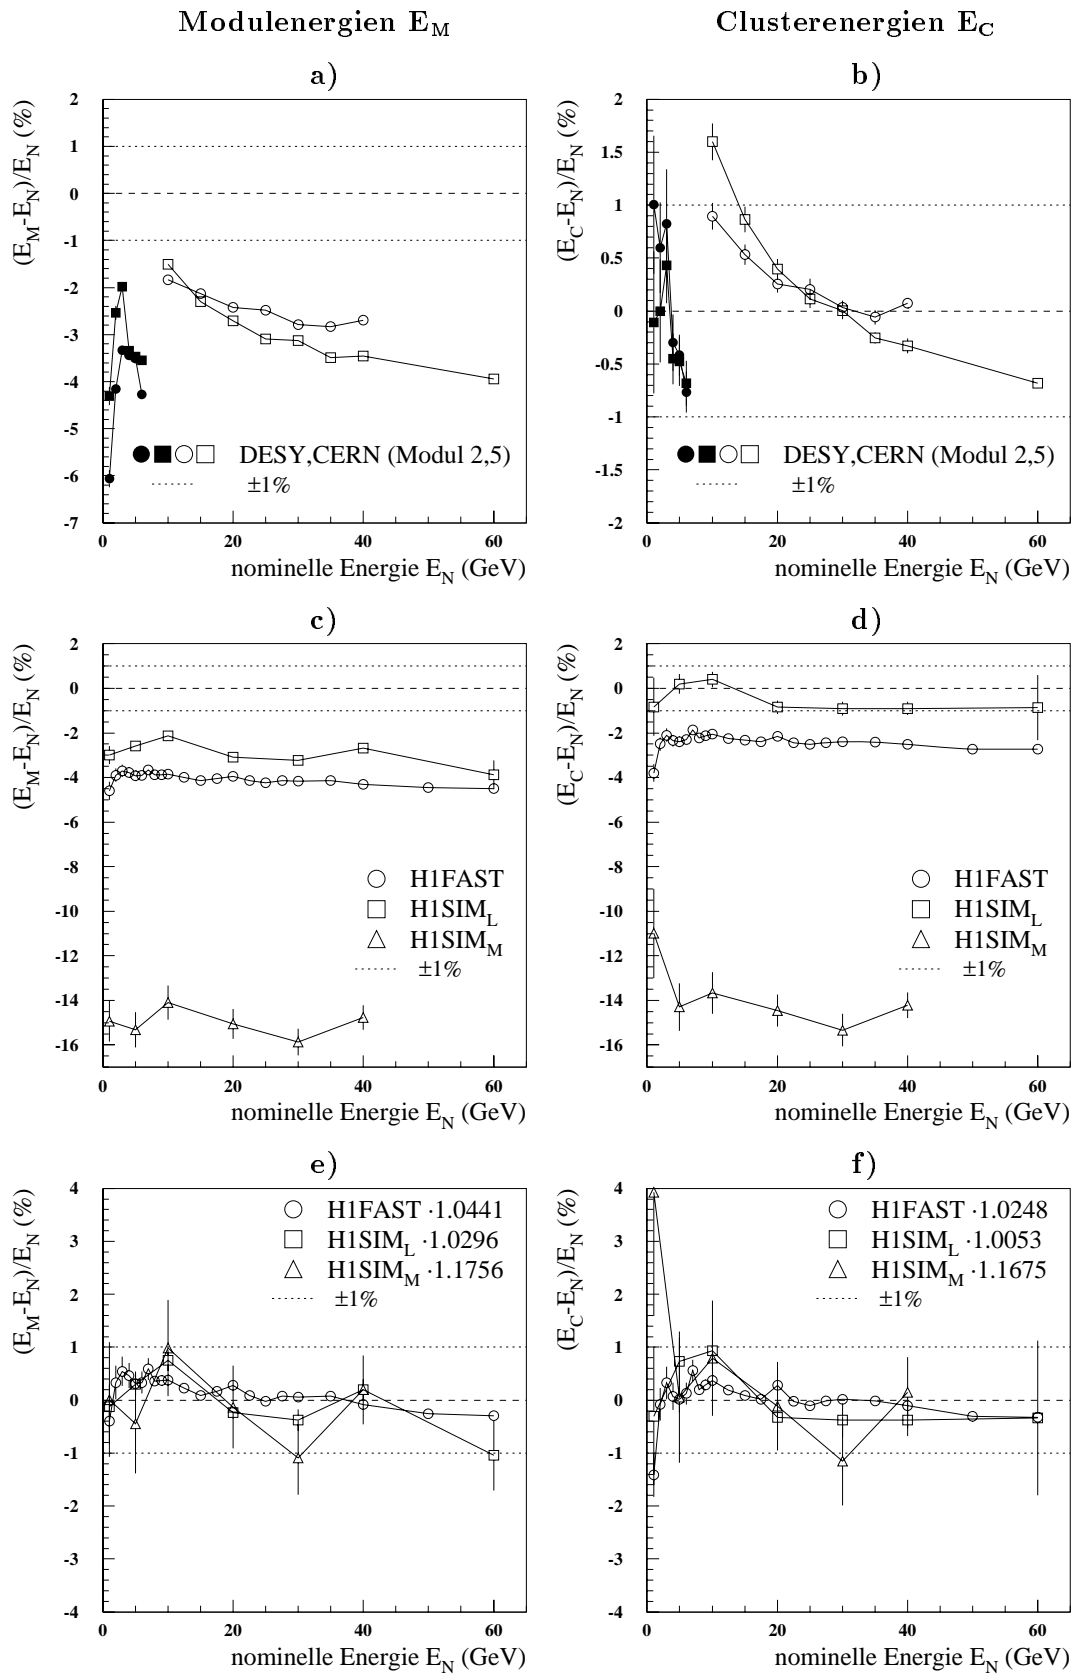 Modulenergien E_M
Clusterenergien E_C
a)
(E_M-E_N)/E_N (%)
2
1
0
-1
-2
-3
-4
-5
-6
-7
DESY,CERN (Modul 2,5)
±1%
0
20
40
60
nominelle Energie E_N (GeV)
b)
(E_C-E_N)/E_N (%)
2
1.5
1
0.5
0
-0.5
-1
-1.5
-2
DESY,CERN (Modul 2,5)
±1%
0
20
40
60
nominelle Energie E_N (GeV)
c)
(E_M-E_N)/E_N (%)
2
0
-2
-4
-6
-8
-10
-12
-14
-16
H1FAST
H1SIM_L
H1SIM_M
±1%
0
20
40
60
nominelle Energie E_N (GeV)
d)
(E_C-E_N)/E_N (%)
2
0
-2
-4
-6
-8
-10
-12
-14
-16
H1FAST
H1SIM_L
H1SIM_M
±1%
0
20
40
60
nominelle Energie E_N (GeV)
e)
(E_M-E_N)/E_N (%)
4
3
2
1
0
-1
-2
-3
-4
H1FAST ·1.0441
H1SIM_L ·1.0296
H1SIM_M ·1.1756
±1%
0
20
40
60
nominelle Energie E_N (GeV)
f)
(E_C-E_N)/E_N (%)
4
3
2
1
0
-1
-2
-3
-4
H1FAST ·1.0248
H1SIM_L ·1.0053
H1SIM_M ·1.1675
±1%
0
20
40
60
nominelle Energie E_N (GeV)